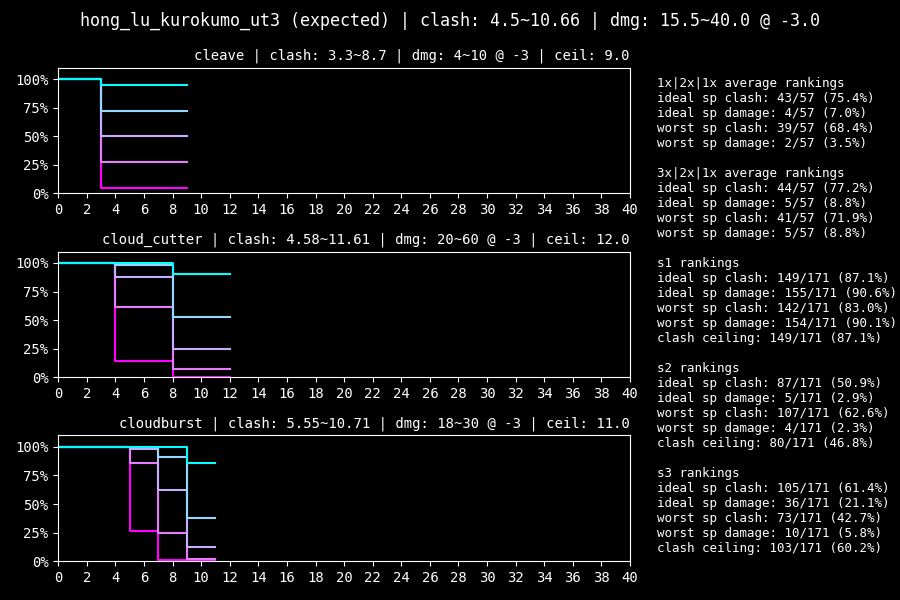 hong_lu_kurokumo_ut3 (expected) | clash: 4.5~10.66 | dmg: 15.5~40.0 @ -3.0
cleave | clash: 3.3~8.7 | dmg: 4~10 @ -3 | ceil: 9.0
100%
75%
50%
25%
0%
0 2 4 6 8 10 12 14 16 18 20 22 24 26 28 30 32 34 36 38 40
cloud_cutter | clash: 4.58~11.61 | dmg: 20~60 @ -3 | ceil: 12.0
100%
75%
50%
25%
0%
0 2 4 6 8 10 12 14 16 18 20 22 24 26 28 30 32 34 36 38 40
cloudburst | clash: 5.55~10.71 | dmg: 18~30 @ -3 | ceil: 11.0
100%
75%
50%
25%
0%
0 2 4 6 8 10 12 14 16 18 20 22 24 26 28 30 32 34 36 38 40
1x|2x|1x average rankings
ideal sp clash: 43/57 (75.4%)
ideal sp damage: 4/57 (7.0%)
worst sp clash: 39/57 (68.4%)
worst sp damage: 2/57 (3.5%)
3x|2x|1x average rankings
ideal sp clash: 44/57 (77.2%)
ideal sp damage: 5/57 (8.8%)
worst sp clash: 41/57 (71.9%)
worst sp damage: 5/57 (8.8%)
s1 rankings
ideal sp clash: 149/171 (87.1%)
ideal sp damage: 155/171 (90.6%)
worst sp clash: 142/171 (83.0%)
worst sp damage: 154/171 (90.1%)
clash ceiling: 149/171 (87.1%)
s2 rankings
ideal sp clash: 87/171 (50.9%)
ideal sp damage: 5/171 (2.9%)
worst sp clash: 107/171 (62.6%)
worst sp damage: 4/171 (2.3%)
clash ceiling: 80/171 (46.8%)
s3 rankings
ideal sp clash: 105/171 (61.4%)
ideal sp damage: 36/171 (21.1%)
worst sp clash: 73/171 (42.7%)
worst sp damage: 10/171 (5.8%)
clash ceiling: 103/171 (60.2%)